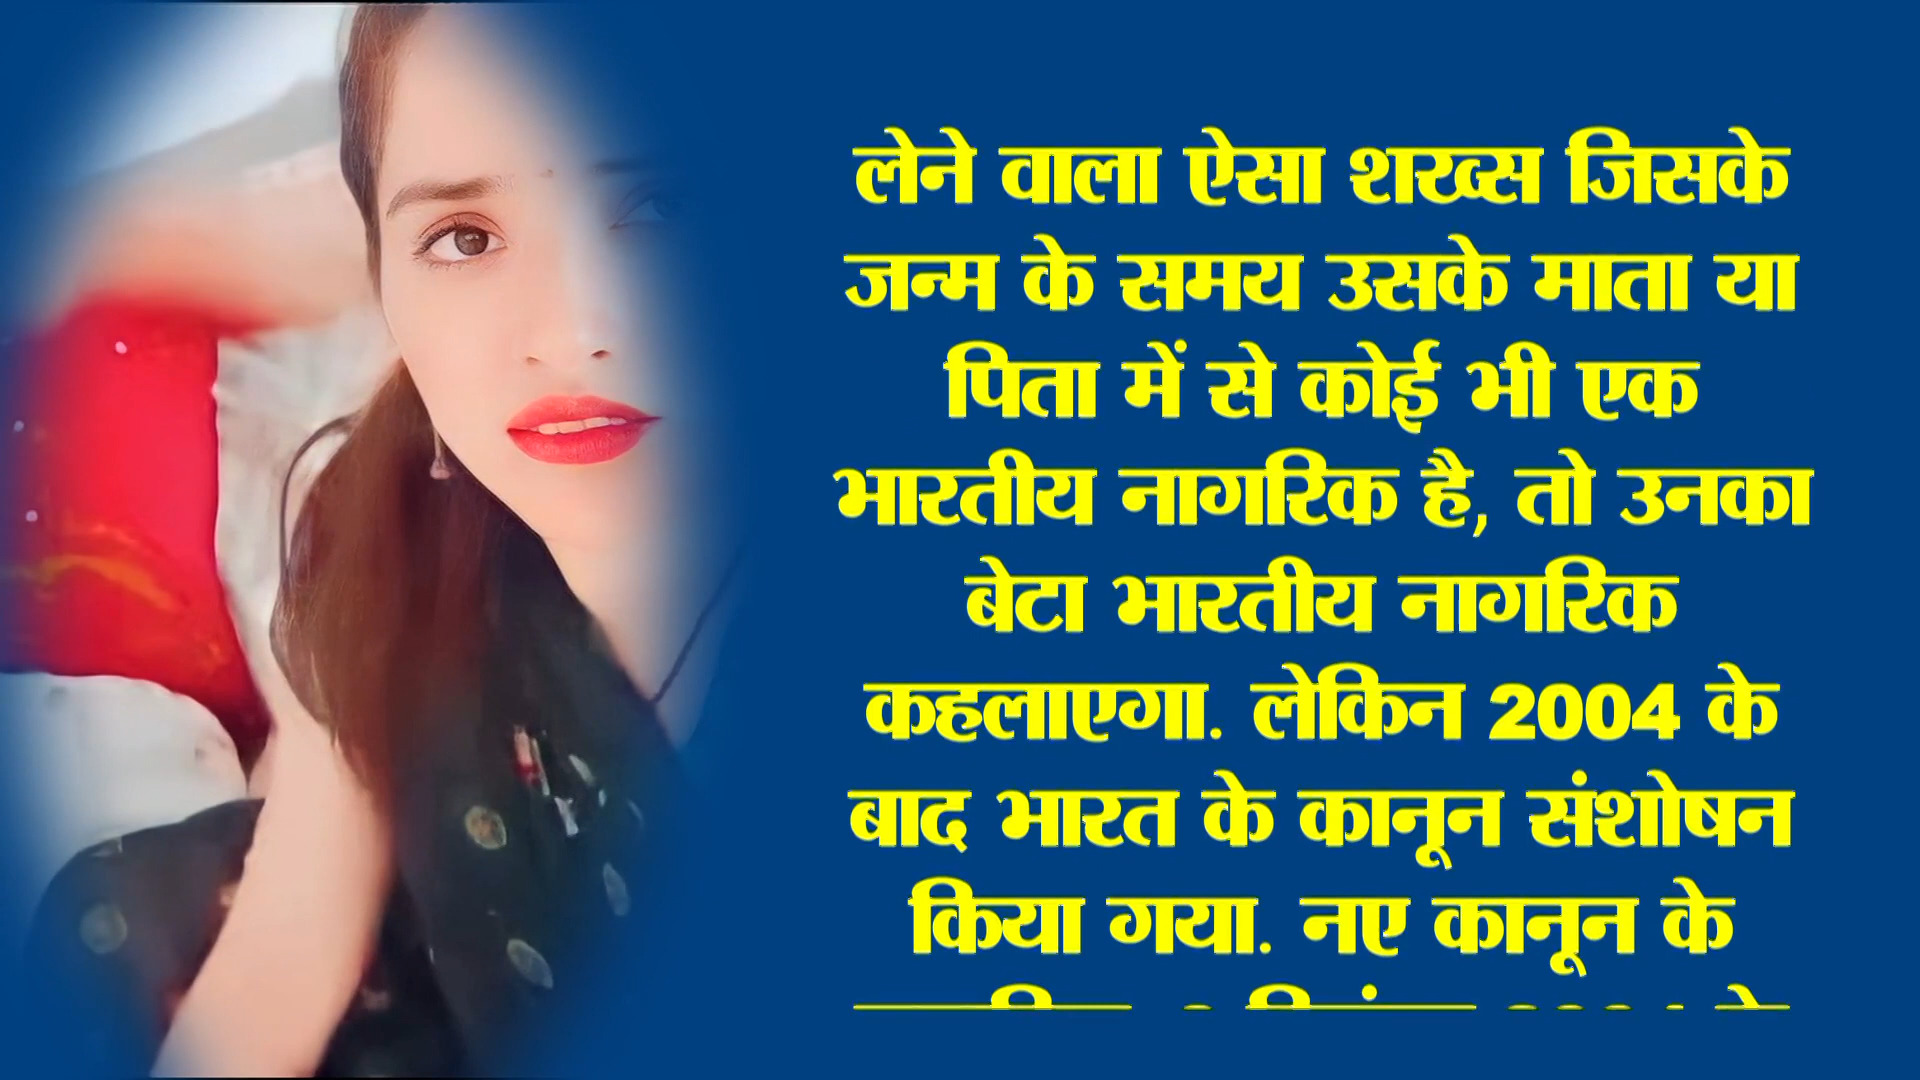 लेने वाला ऐसा शख्स जिसके
जन्म के समय उसके माता या
पिता में से कोई भी एक
भारतीय नागरिक है, तो उनका
बेटा भारतीय नागरिक
कहलाएगा. लेकिन 2004 के
बाद भारत के कानून संशोषन
किया गया. नए कानून के